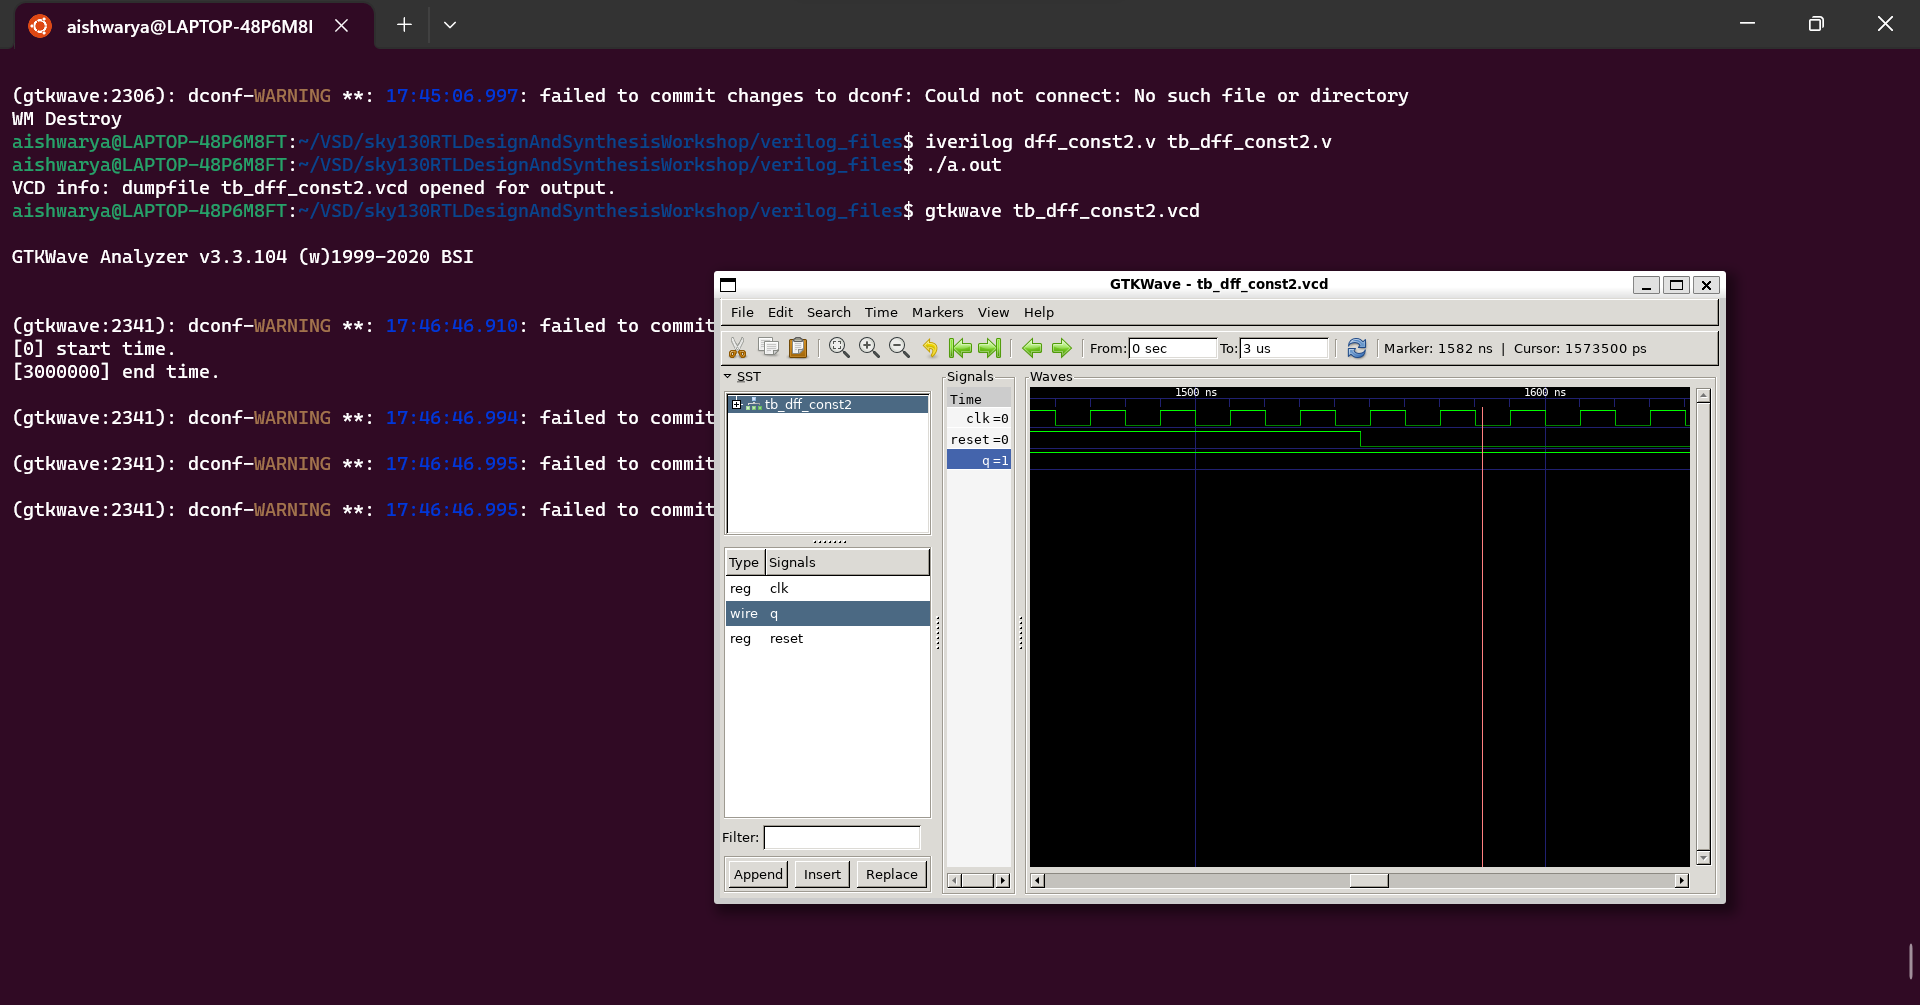 aishwarya@LAPTOP-48P6M8I
(gtkwave:2306): dconf-WARNING **: 17:45:06.997: failed to commit changes to dconf: Could not connect: No such file or directory
WM Destroy
aishwarya@LAPTOP-48P6M8FT:~/VSD/sky130RTLDesignAndSynthesisWorkshop/verilog_files$ iverilog dff_const2.v tb_dff_const2.v
aishwarya@LAPTOP-48P6M8FT:~/VSD/sky130RTLDesignAndSynthesisWorkshop/verilog_files$ ./a.out
VCD info: dumpfile tb_dff_const2.vcd opened for output.
aishwarya@LAPTOP-48P6M8FT:~/VSD/sky130RTLDesignAndSynthesisWorkshop/verilog_files$ gtkwave tb_dff_const2.vcd
GTKWave Analyzer v3.3.104 (w)1999-2020 BSI
(gtkwave:2341): dconf-WARNING **: 17:46:46.910: failed to commit
[0] start time.
[3000000] end time.
(gtkwave:2341): dconf-WARNING **: 17:46:46.994: failed to commit
(gtkwave:2341): dconf-WARNING **: 17:46:46.995: failed to commit
(gtkwave:2341): dconf-WARNING **: 17:46:46.995: failed to commit
GTKWave - tb_dff_const2.vcd
File Edit Search Time Markers View Help
From: 0 sec To: 3 us Marker: 1582 ns | Cursor: 1573500 ps
SST
tb_dff_const2
Type Signals
reg clk
wire q
reg reset
Filter:
Append Insert Replace
Signals
Time
clk=0
reset=0
q=1
Waves
1500 ns 1600 ns